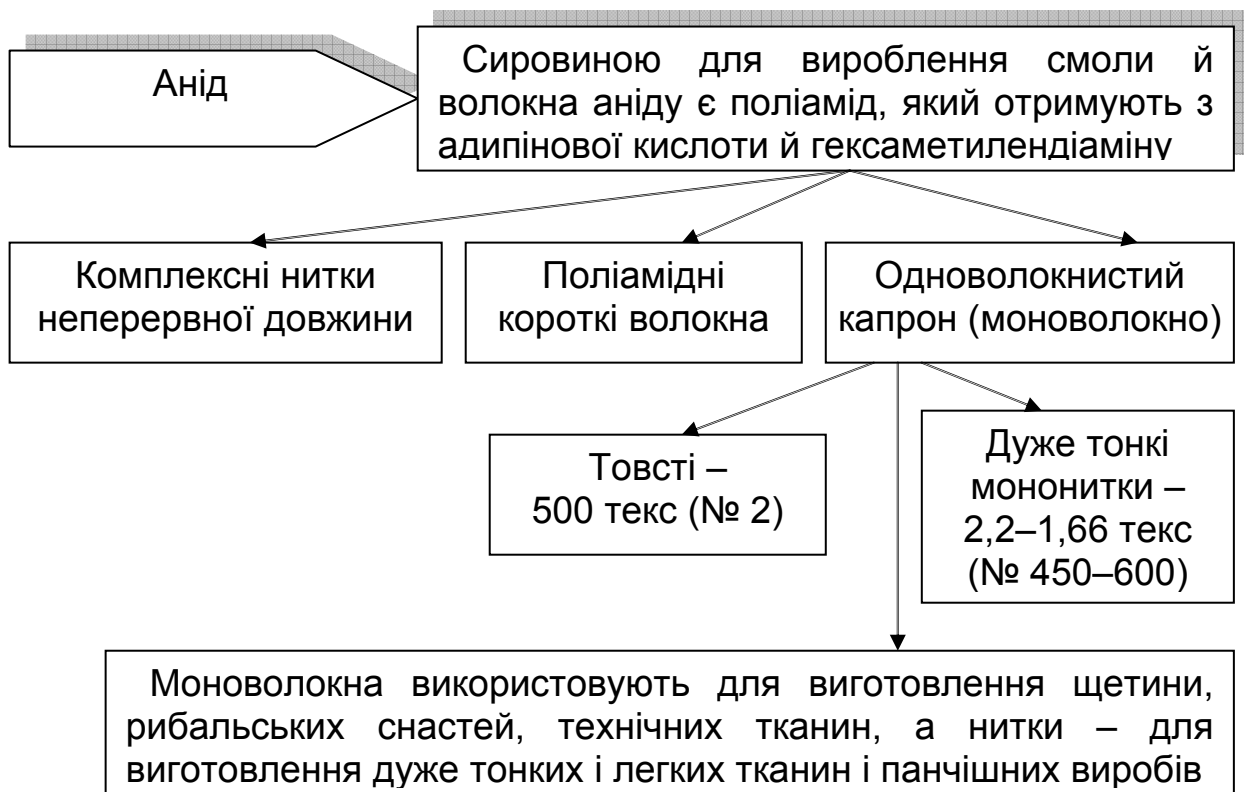 Анід
Сировиною для вироблення смоли й
волокна аніду є поліамід, який отримують з
адипінової кислоти й гексаметилендіаміну
Комплексні нитки
неперервної довжини
Поліамідні
короткі волокна
Одноволокнистий
капрон (моноволокно)
Товсті –
500 текс (№ 2)
Дуже тонкі
мононитки –
2,2–1,66 текс
(№ 450–600)
Моноволокна використовують для виготовлення щетини,
рибальських снастей, технічних тканин, а нитки – для
виготовлення дуже тонких і легких тканин і панчішних виробів